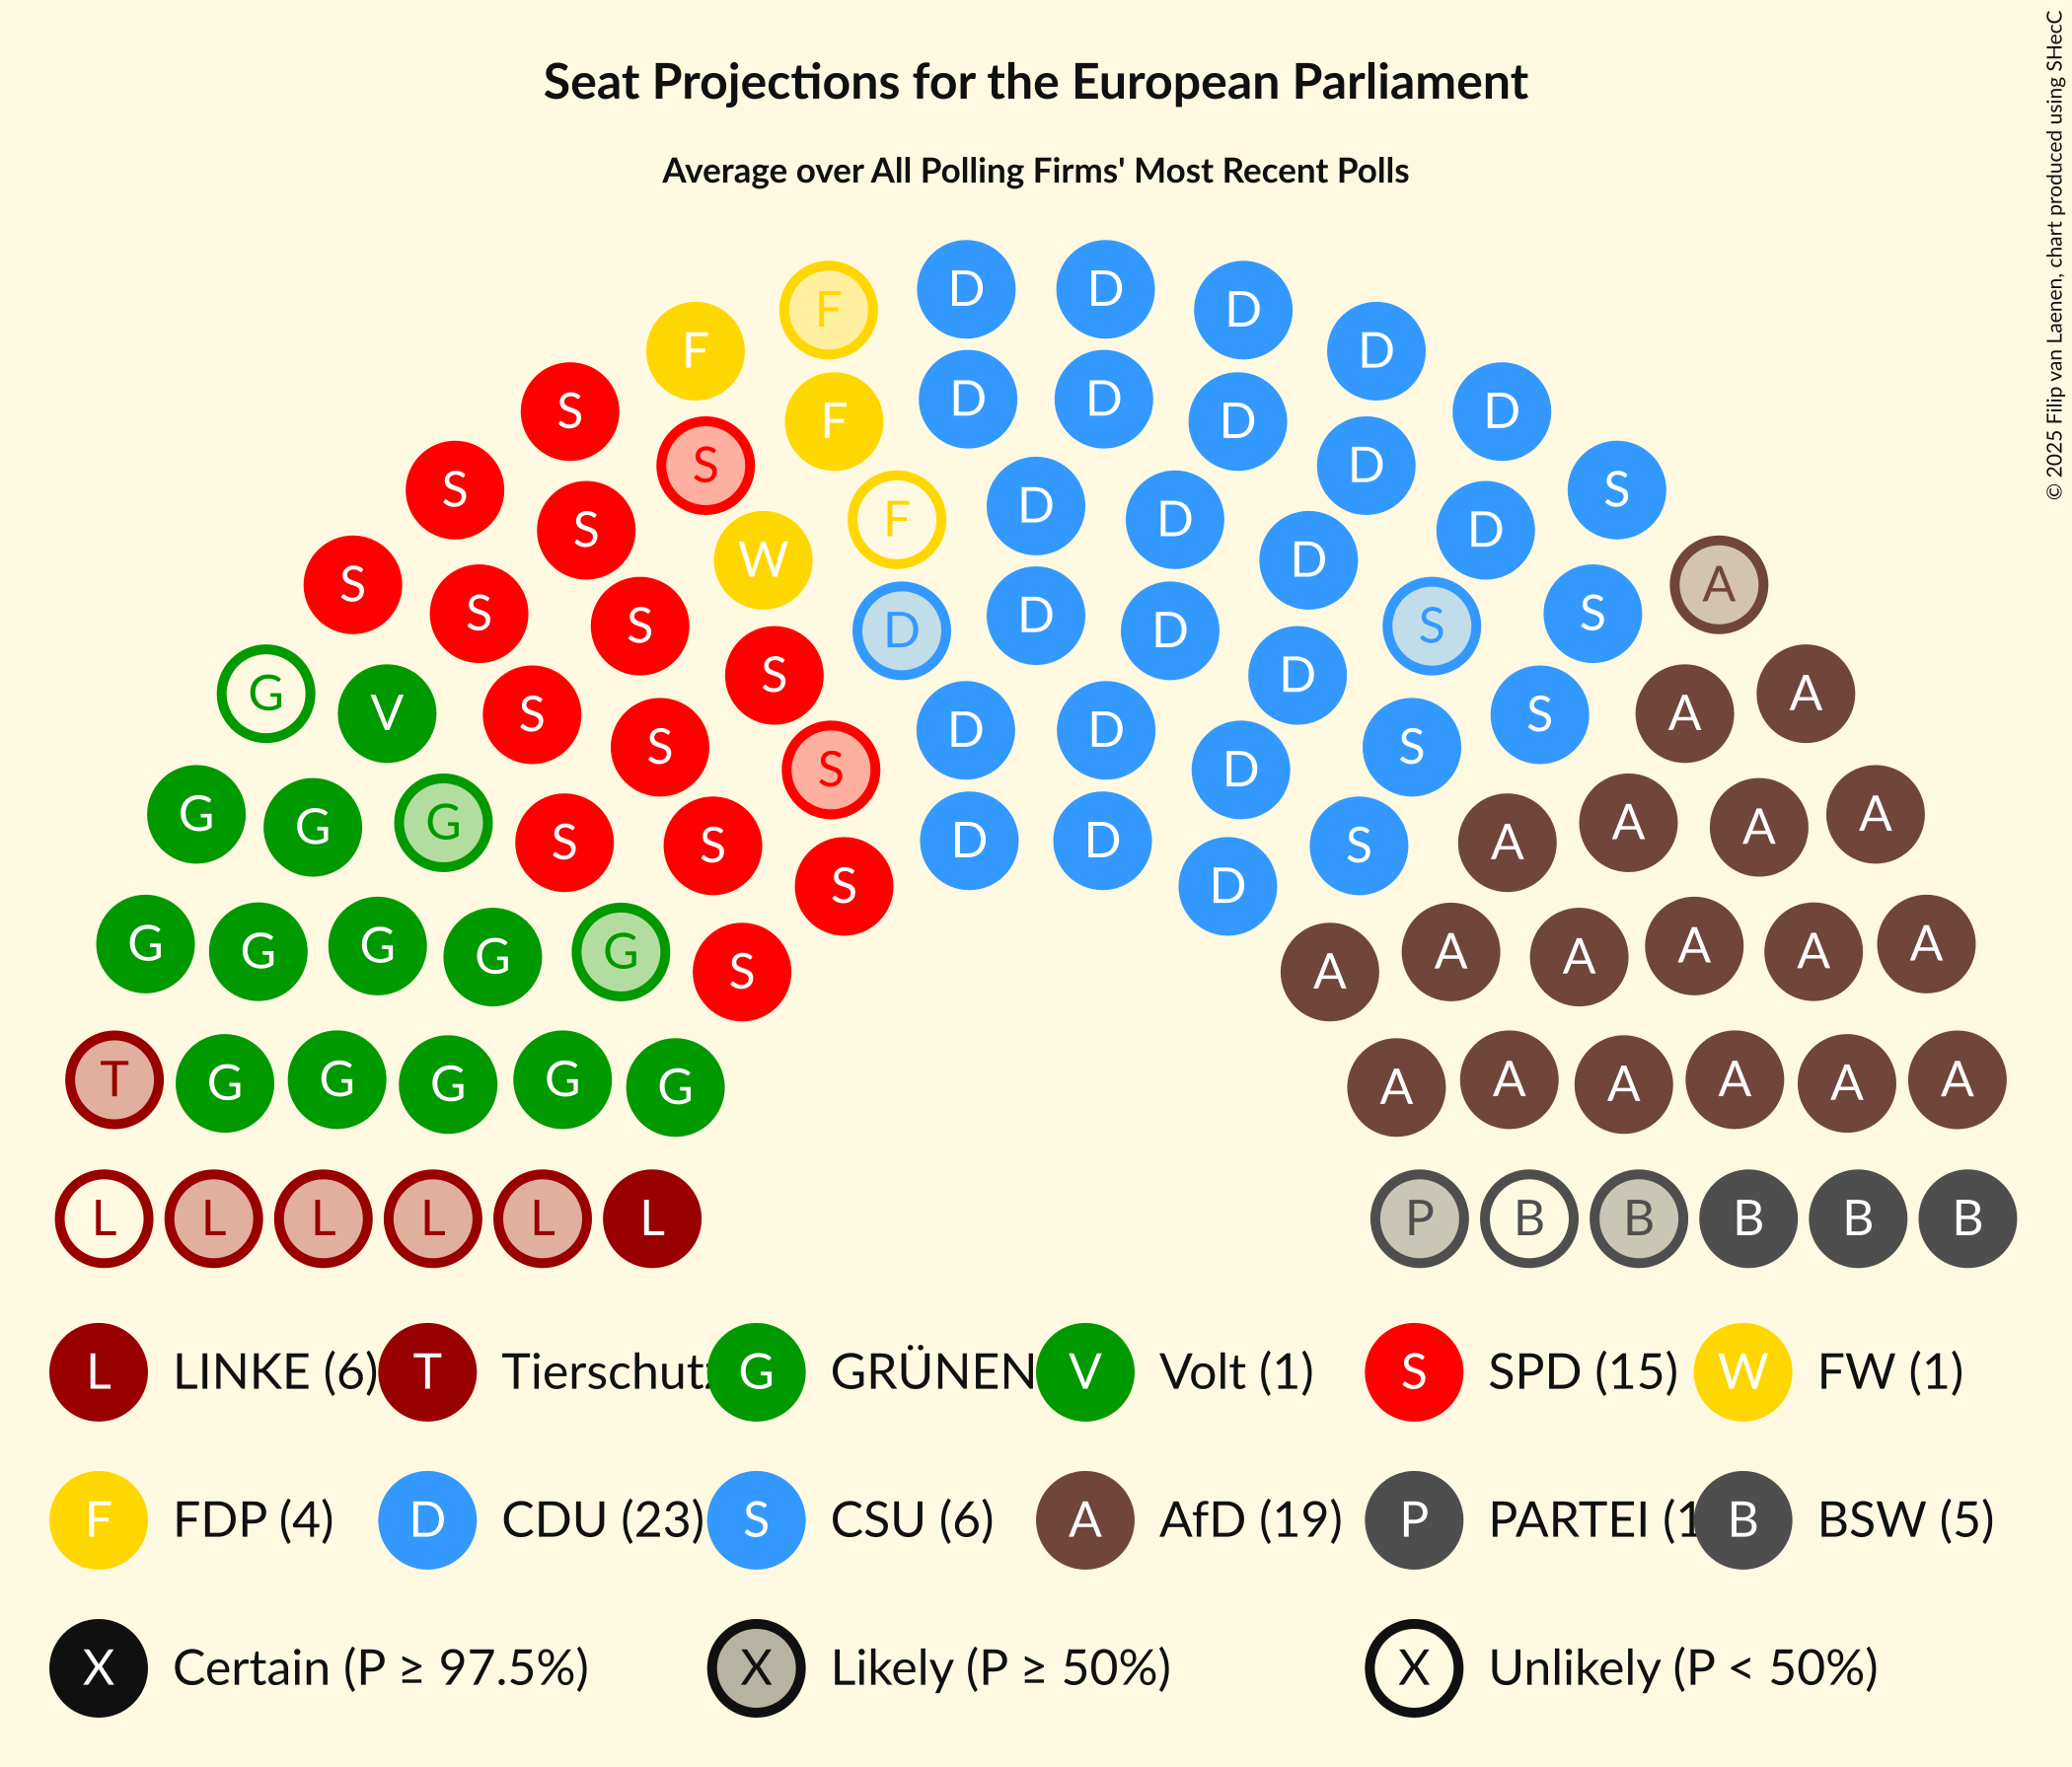 Seat Projections for the European Parliament
Average over All Polling Firms' Most Recent Polls
© 2025 Filip van Laenen, chart produced using SHecC
D D
F D
F D
S F D D
D D
S S D S
F
S S W D D D
A
S S D S
S D D S
G V S S D D A A
S D D S
G G G S D A A A
S S S D D S A
S D
G G G G G S A A A A A A
T G G G G G A A A A A A
L L L L L L P B B B B B
L LINKE (6) T Tierschutz G GRÜNEN V Volt (1) S SPD (15) W FW (1)
F FDP (4) D CDU (23) S CSU (6) A AfD (19) P PARTEI (1 B BSW (5)
X Certain (P ≥ 97.5%) X Likely (P ≥ 50%) X Unlikely (P < 50%)